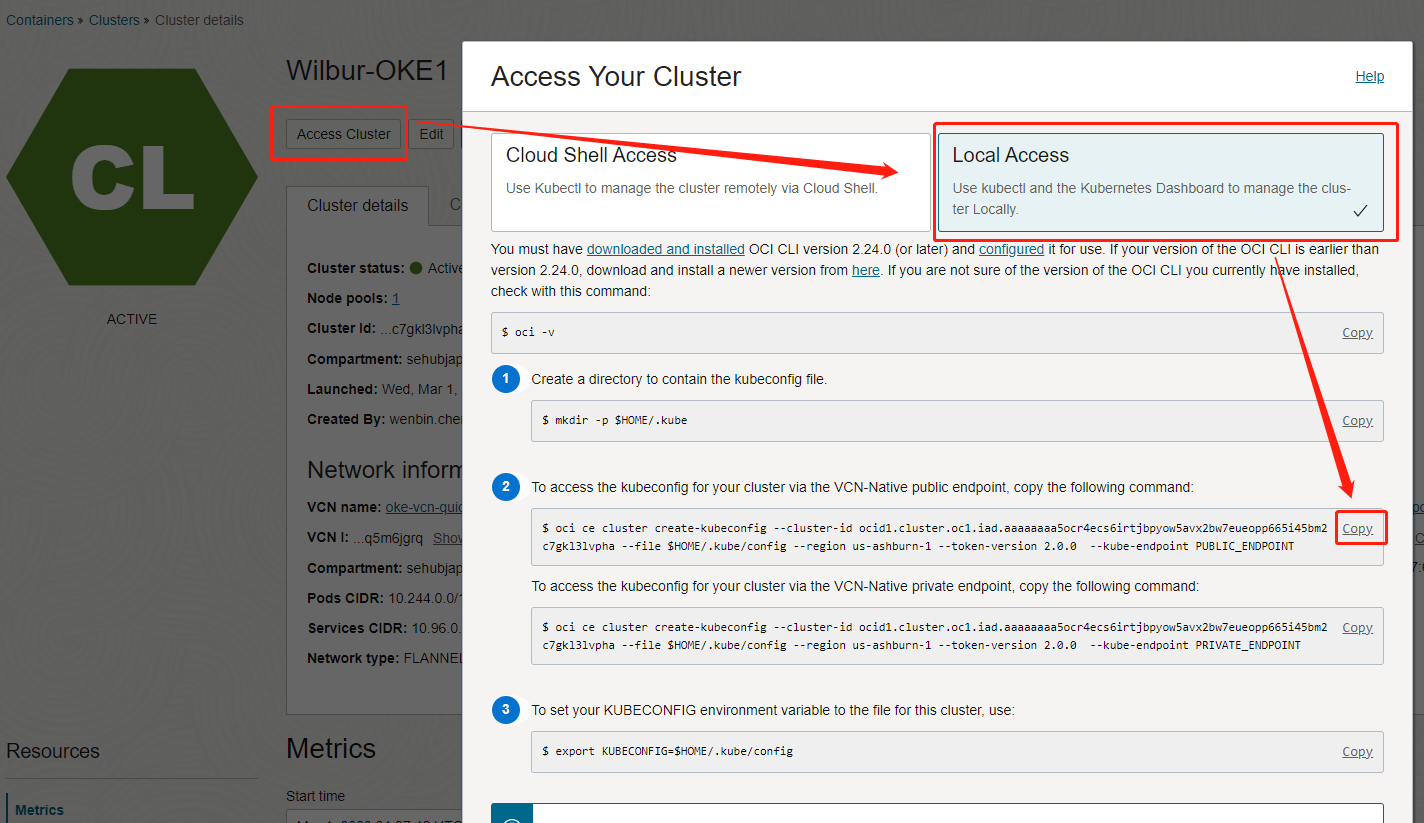 Containers » Clusters » Cluster details
CL
ACTIVE
Wilbur-OKE1
Access Cluster
Edit
Cluster details
C
Cluster status: Active
Node pools: 1
Cluster Id: ...c7gkl3lvpha
Compartment: sehubjap
Launched: Wed, Mar 1,
Created By: wenbin.che
Network inform
VCN name: oke-vcn-quic
VCN I: ...q5m6jgrq Show
Compartment: sehubjap
Pods CIDR: 10.244.0.0/1
Services CIDR: 10.96.0.
Network type: FLANNEL
Resources
Metrics
Metrics
Start time
Access Your Cluster
Help
Cloud Shell Access
Use Kubectl to manage the cluster remotely via Cloud Shell.
Local Access
Use kubectl and the Kubernetes Dashboard to manage the clus-
ter Locally.
You must have downloaded and installed OCI CLI version 2.24.0 (or later) and configured it for use. If your version of the OCI CLI is earlier than
version 2.24.0, download and install a newer version from here. If you are not sure of the version of the OCI CLI you currently have installed,
check with this command:
$ oci -v
Copy
1 Create a directory to contain the kubeconfig file.
$ mkdir -p $HOME/.kube
Copy
2 To access the kubeconfig for your cluster via the VCN-Native public endpoint, copy the following command:
$ oci ce cluster create-kubeconfig --cluster-id ocid1.cluster.oc1.iad.aaaaaaaa5ocr4ecs6irtjbpyow5avx2bw7eueopp665i45bm2
c7gkl3lvpha --file $HOME/.kube/config --region us-ashburn-1 --token-version 2.0.0 --kube-endpoint PUBLIC_ENDPOINT
Copy
To access the kubeconfig for your cluster via the VCN-Native private endpoint, copy the following command:
$ oci ce cluster create-kubeconfig --cluster-id ocid1.cluster.oc1.iad.aaaaaaaa5ocr4ecs6irtjbpyow5avx2bw7eueopp665i45bm2
c7gkl3lvpha --file $HOME/.kube/config --region us-ashburn-1 --token-version 2.0.0 --kube-endpoint PRIVATE_ENDPOINT
Copy
3 To set your KUBECONFIG environment variable to the file for this cluster, use:
$ export KUBECONFIG=$HOME/.kube/config
Copy